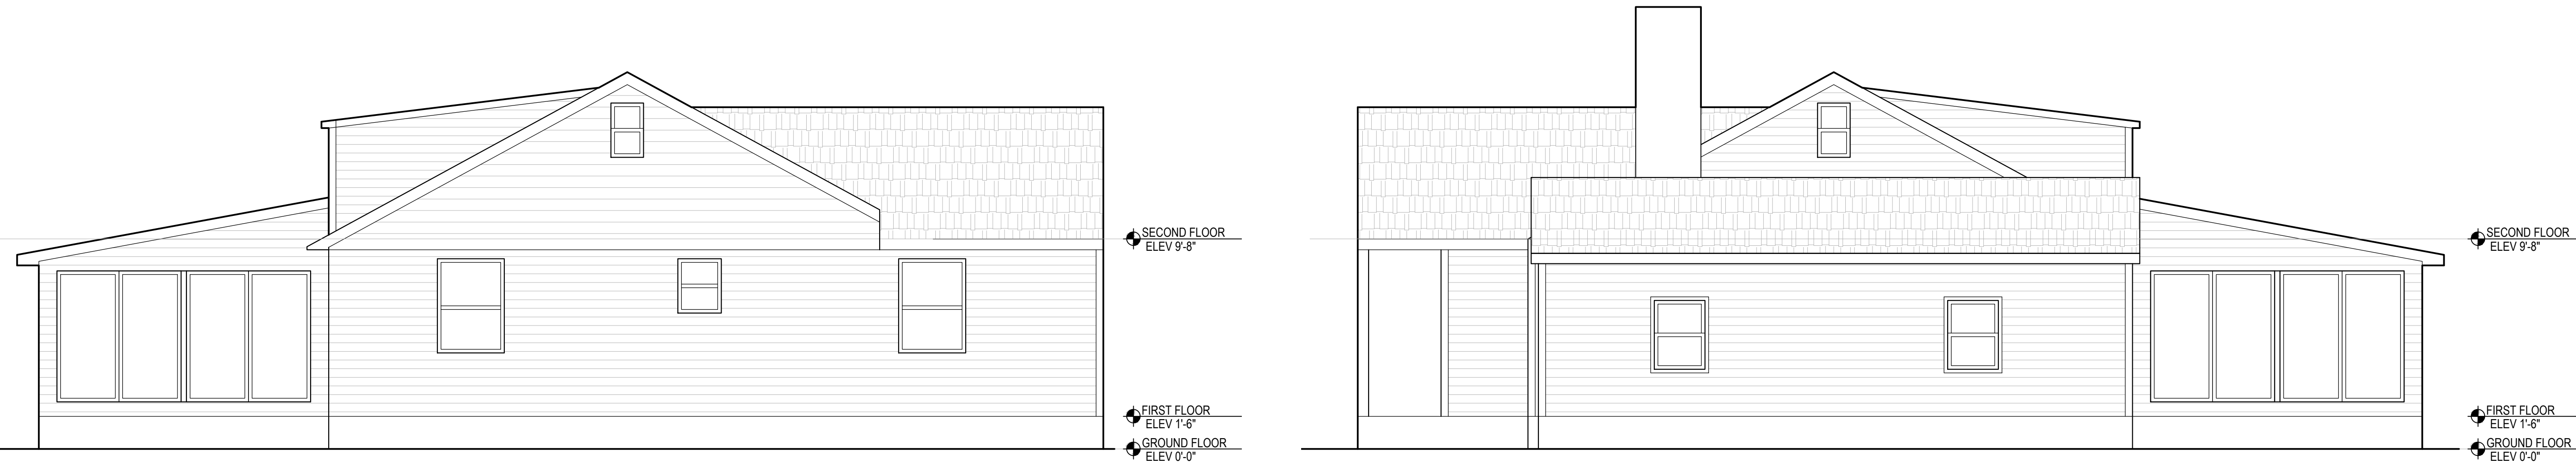 SECOND FLOOR
ELEV 9'-8"
FIRST FLOOR
ELEV 1'-6"
GROUND FLOOR
ELEV 0'-0"
SECOND FLOOR
ELEV 9'-8"
FIRST FLOOR
ELEV 1'-6"
GROUND FLOOR
ELEV 0'-0"